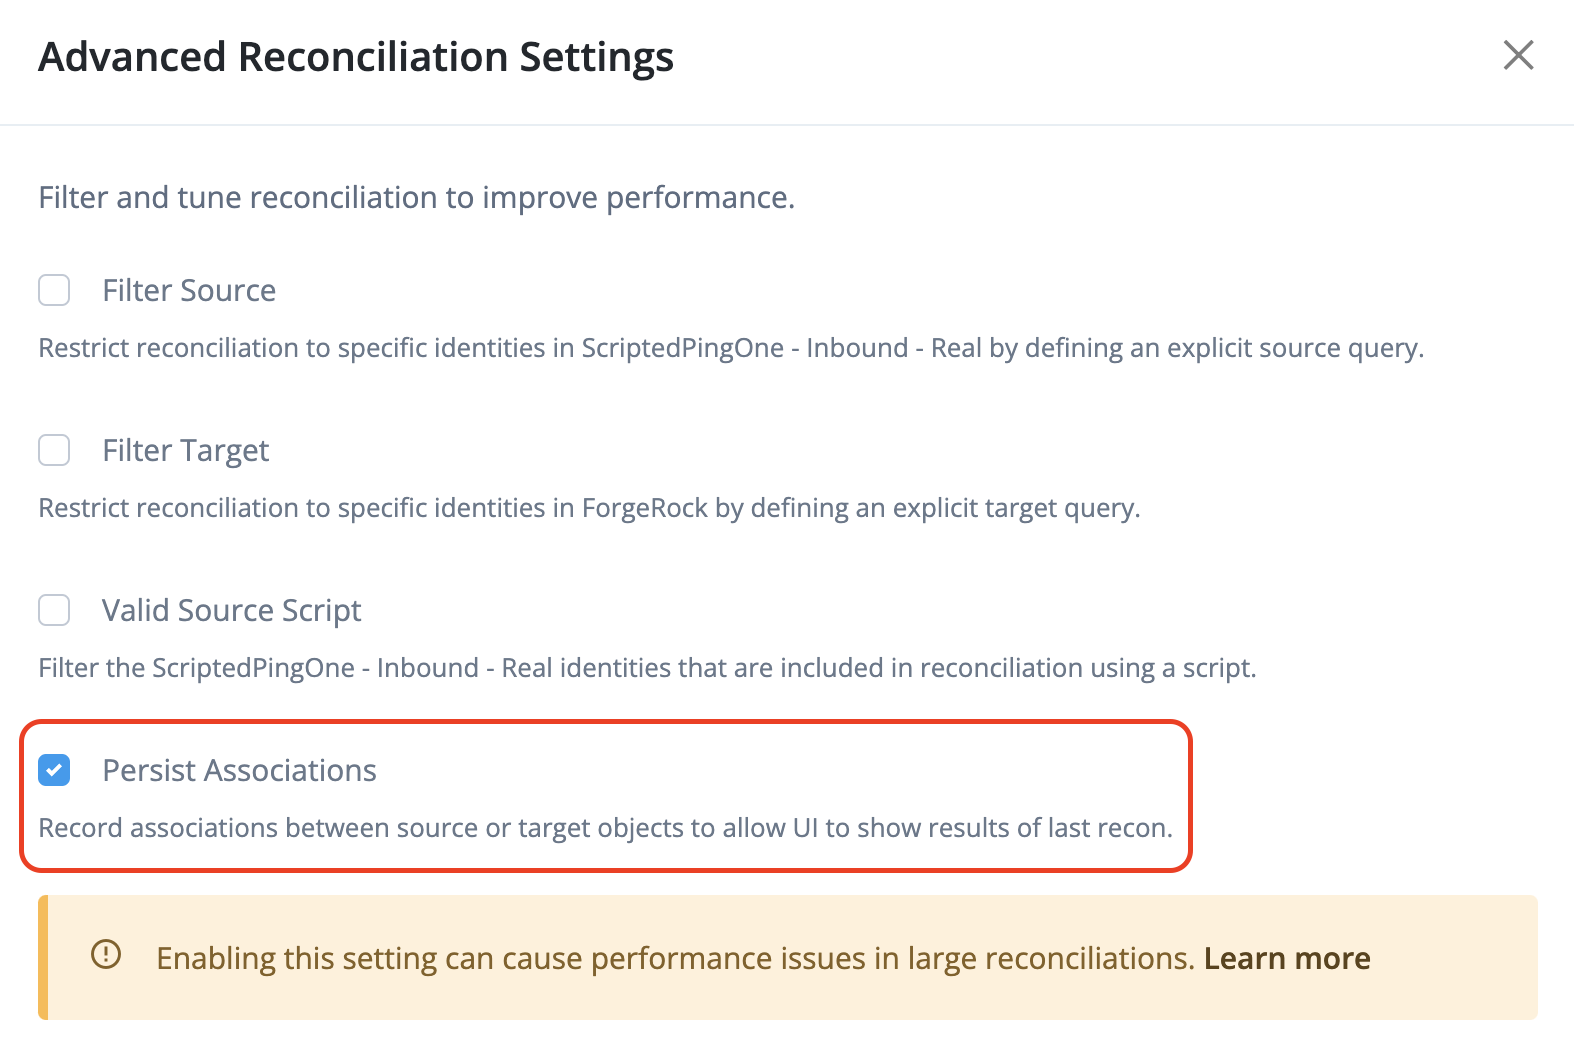 Advanced Reconciliation Settings
Filter and tune reconciliation to improve performance.
Filter Source
Restrict reconciliation to specific identities in ScriptedPingOne - Inbound - Real by defining an explicit source query.
Filter Target
Restrict reconciliation to specific identities in ForgeRock by defining an explicit target query.
Valid Source Script
Filter the ScriptedPingOne - Inbound - Real identities that are included in reconciliation using a script.
Persist Associations
Record associations between source or target objects to allow UI to show results of last recon.
Enabling this setting can cause performance issues in large reconciliations. Learn more